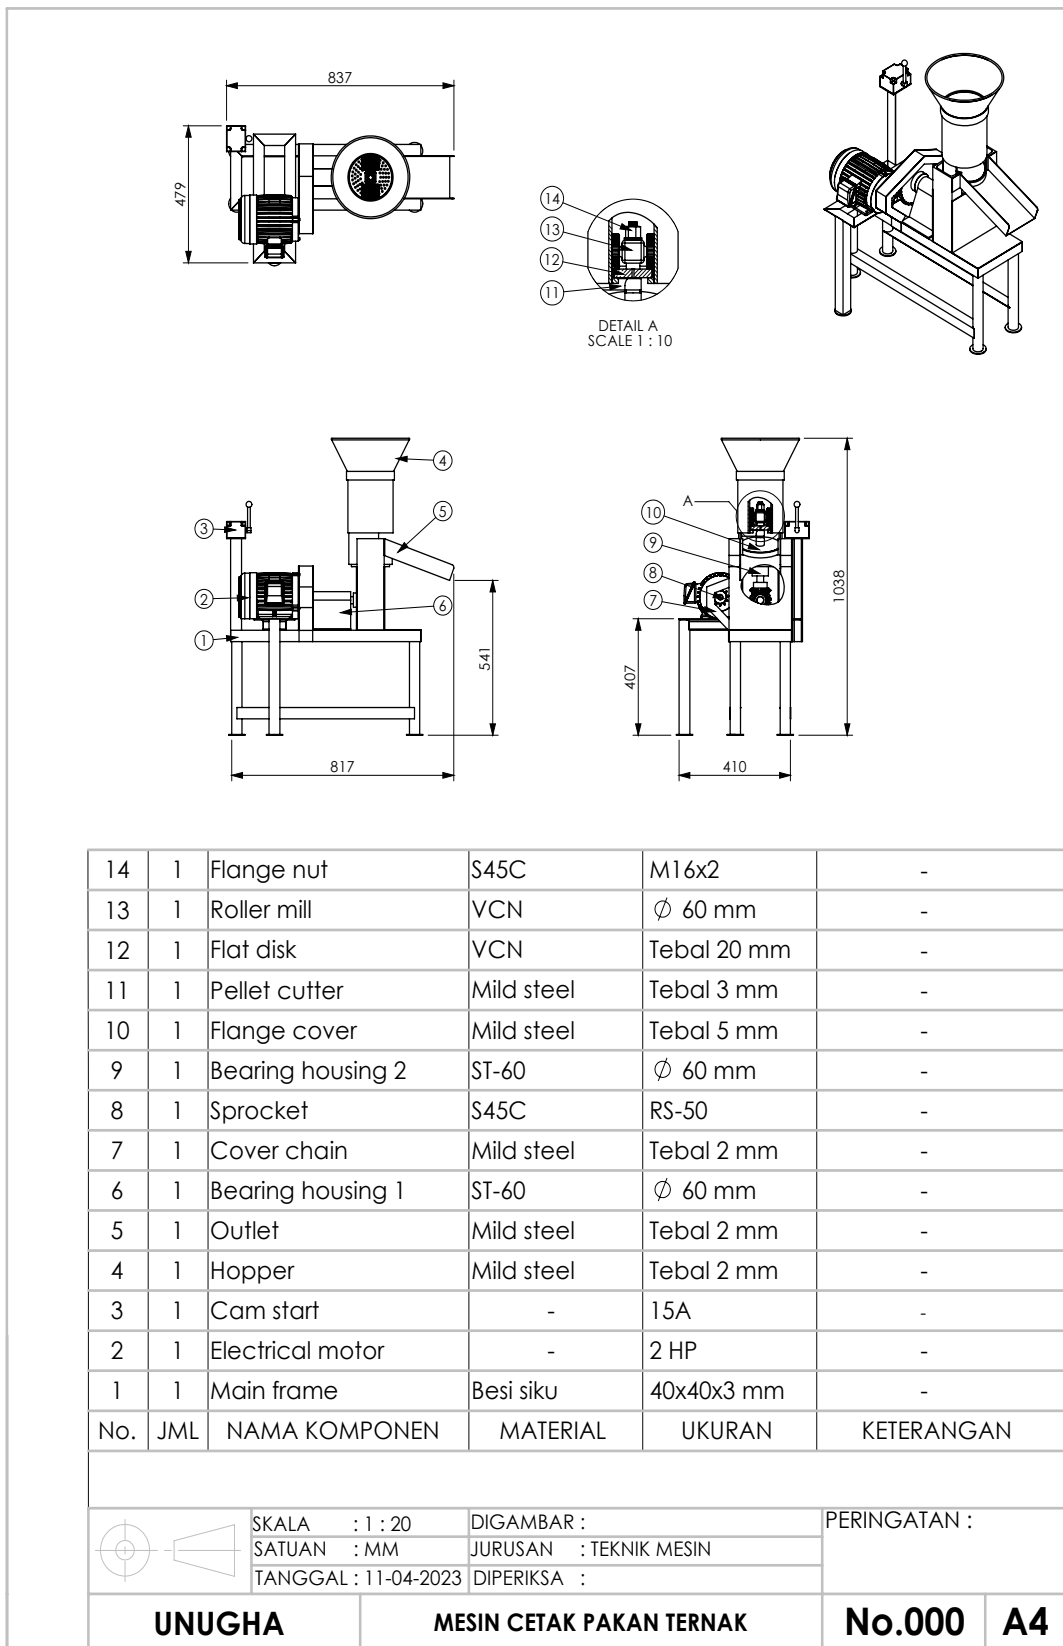 837
479
14
13
12
11
DETAIL A
SCALE 1 : 10
4
5
3
2
6
1
541
817
A
10
9
8
7
1038
407
410
14 1 Flange nut S45C M16x2 -
13 1 Roller mill VCN ∅ 60 mm -
12 1 Flat disk VCN Tebal 20 mm -
11 1 Pellet cutter Mild steel Tebal 3 mm -
10 1 Flange cover Mild steel Tebal 5 mm -
9 1 Bearing housing 2 ST-60 ∅ 60 mm -
8 1 Sprocket S45C RS-50 -
7 1 Cover chain Mild steel Tebal 2 mm -
6 1 Bearing housing 1 ST-60 ∅ 60 mm -
5 1 Outlet Mild steel Tebal 2 mm -
4 1 Hopper Mild steel Tebal 2 mm -
3 1 Cam start - 15A -
2 1 Electrical motor - 2 HP -
1 1 Main frame Besi siku 40x40x3 mm -
No. JML NAMA KOMPONEN MATERIAL UKURAN KETERANGAN
SKALA : 1 : 20 DIGAMBAR : PERINGATAN :
SATUAN : MM JURUSAN : TEKNIK MESIN
TANGGAL : 11-04-2023 DIPERIKSA :
UNUGHA MESIN CETAK PAKAN TERNAK No.000 A4